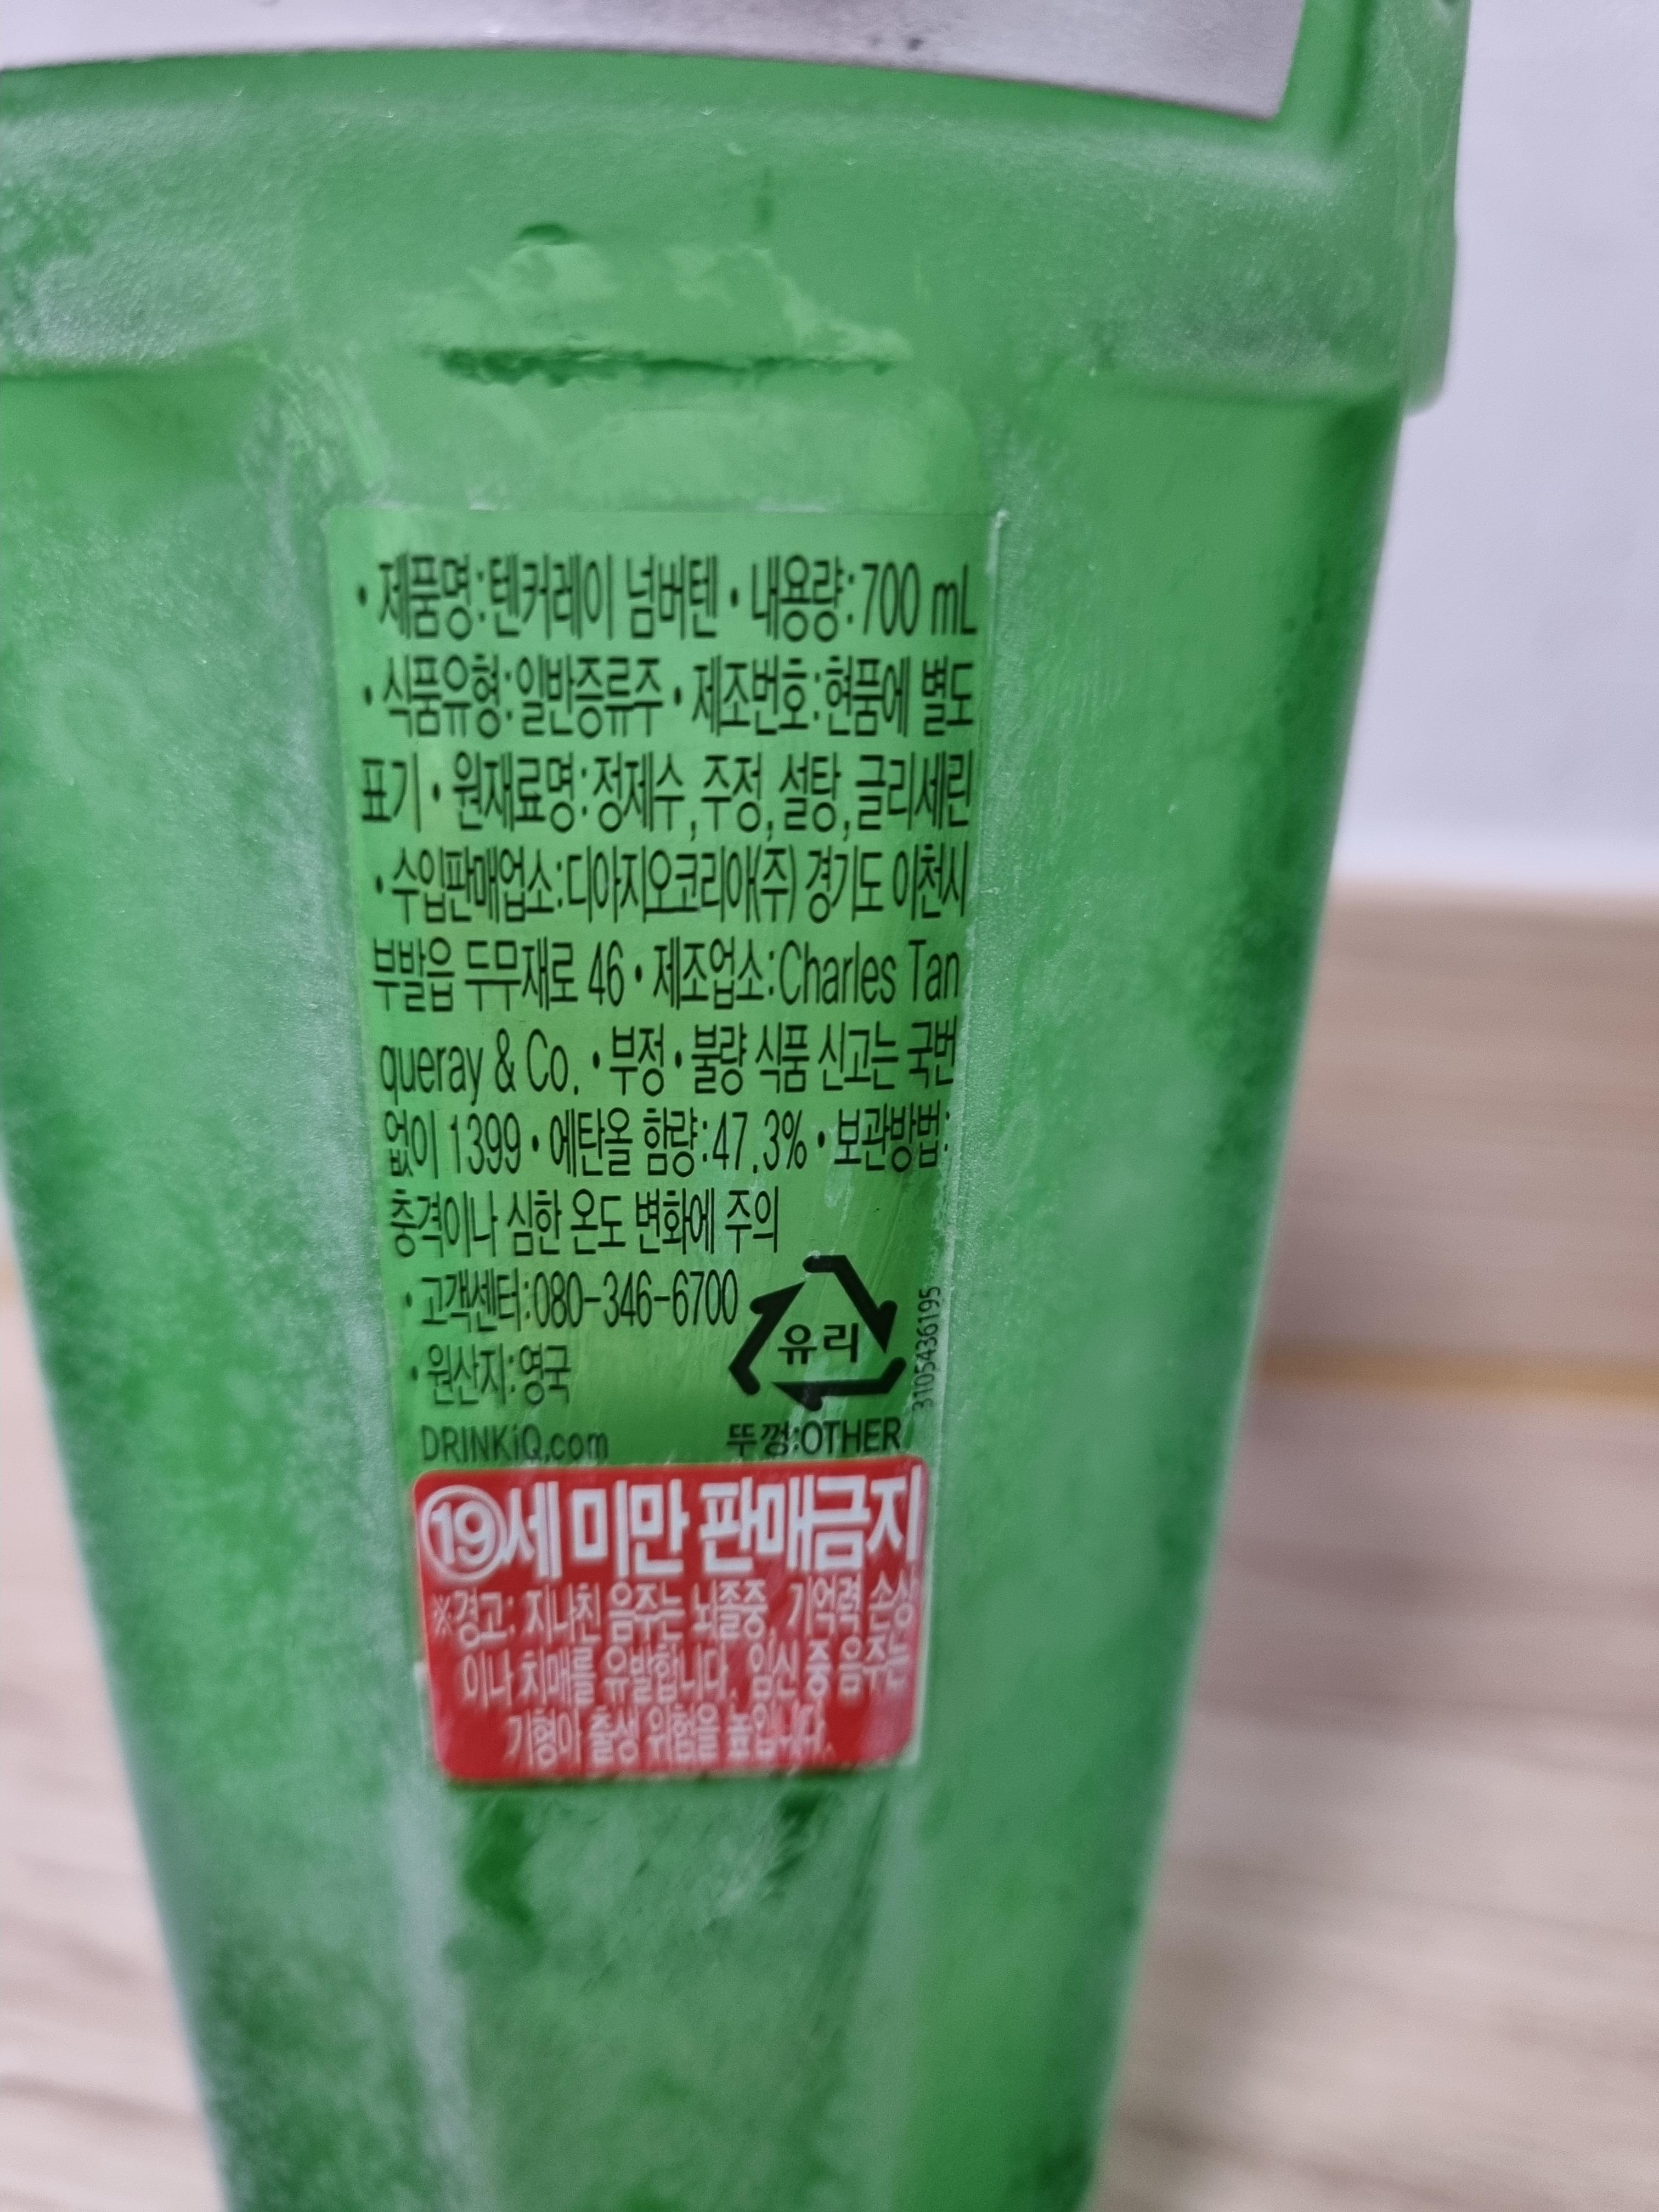 • 제품명:텐커레이 넘버텐 • 내용량:700 mL
• 식품유형:일반증류주 • 제조번호:현품에 별도
표기 • 원재료명:정제수,주정,설탕,글리세린
• 수입판매업소:디아지오코리아(주) 경기도 이천시
부발읍 두무재로 46 • 제조업소:Charles Tan
queray & Co. • 부정 • 불량 식품 신고는 국번
없이 1399 • 에탄올 함량:47.3% • 보관방법:
충격이나 심한 온도 변화에 주의
• 고객센터:080-346-6700
유리
3105436195
• 원산지:영국
DRINKiQ.com
뚜껑:OTHER
19세 미만 판매금지
※경고: 지나친 음주는 뇌졸중, 기억력 손상
이나 치매를 유발합니다. 임신 중 음주는
기형아 출생 위험을 높입니다.